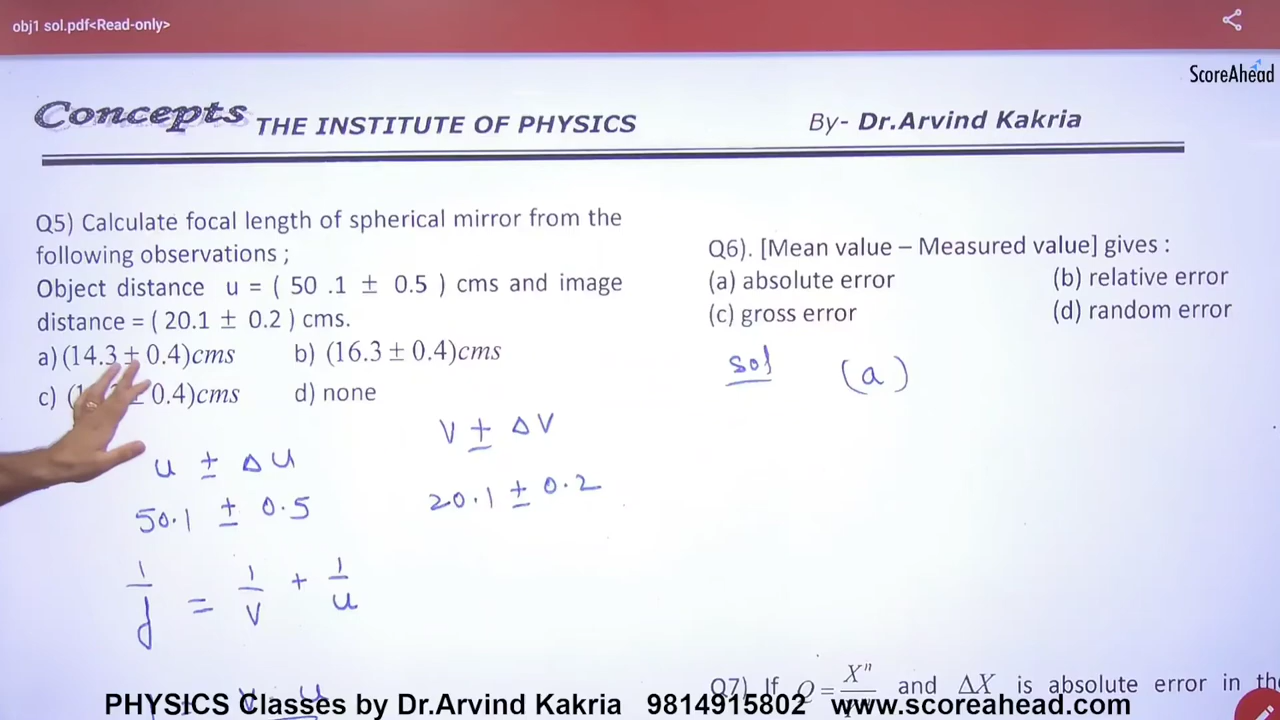 obj1 sol.pdf<Read-only>
ScoreAhead
Concepts THE INSTITUTE OF PHYSICS By- Dr.Arvind Kakria
Q5) Calculate focal length of spherical mirror from the
following observations ;
Object distance u = ( 50 .1 ± 0.5 ) cms and image
distance = ( 20.1 ± 0.2 ) cms.
a) (14.3 ± 0.4)cms b) (16.3 ± 0.4)cms
c) ( ± 0.4)cms d) none
u ± Δu
50.1 ± 0.5
V ± ΔV
20.1 ± 0.2
1/f = 1/v + 1/u
Q6). [Mean value – Measured value] gives :
(a) absolute error (b) relative error
(c) gross error (d) random error
Sol (a)
Q7) If Q = X^n and ΔX is absolute error in the
PHYSICS Classes by Dr.Arvind Kakria 9814915802 www.scoreahead.com